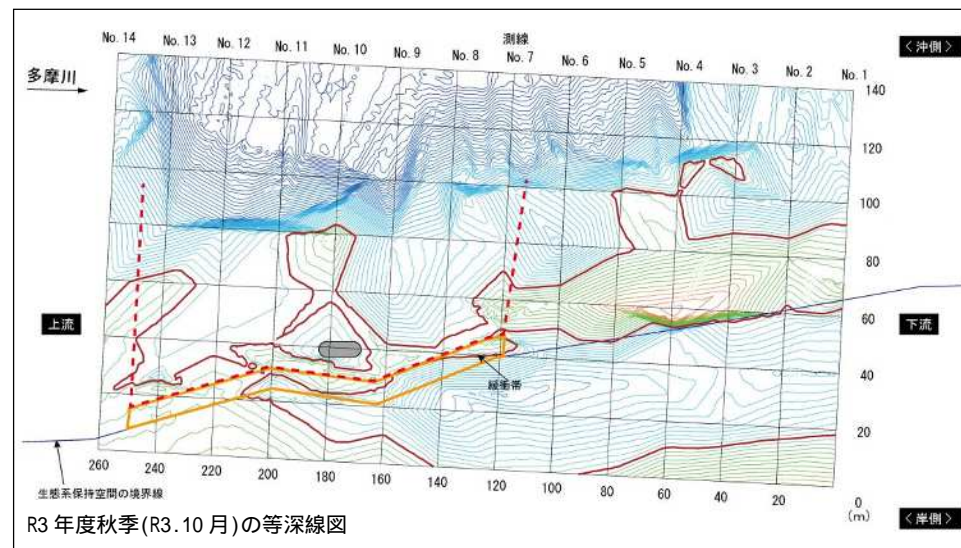 測線
No. 14 No. 13 No. 12 No. 11 No. 10 No. 9 No. 8 No. 7 No. 6 No. 5 No. 4 No. 3 No. 2 No. 1
〈 沖側 〉
多摩川
140
120
100
80
60
40
20
0
(m)
上流
下流
緩衝帯
260 240 220 200 180 160 140 120 100 80 60 40 20
生態系保持空間の境界線
〈 岸側 〉
R3 年度秋季(R3.10 月)の等深線図